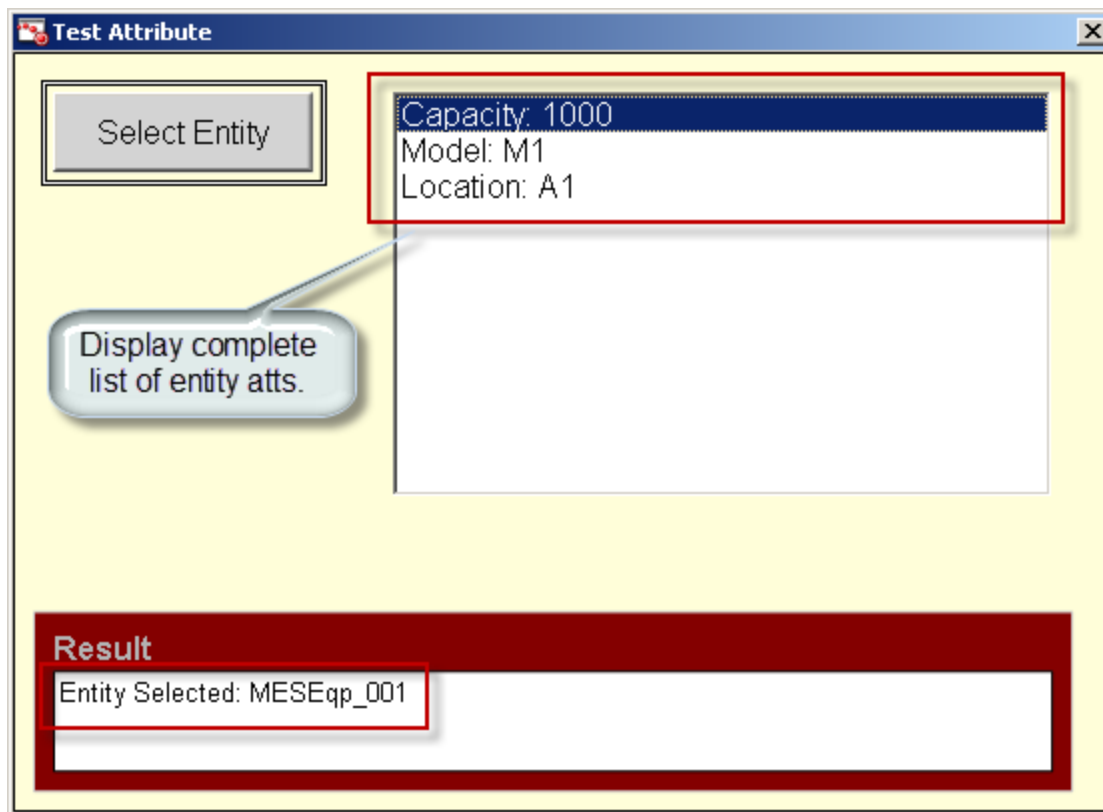 Test Attribute
Select Entity
Capacity: 1000
Model: M1
Location: A1
Display complete
list of entity atts.
Result
Entity Selected: MESEqp_001